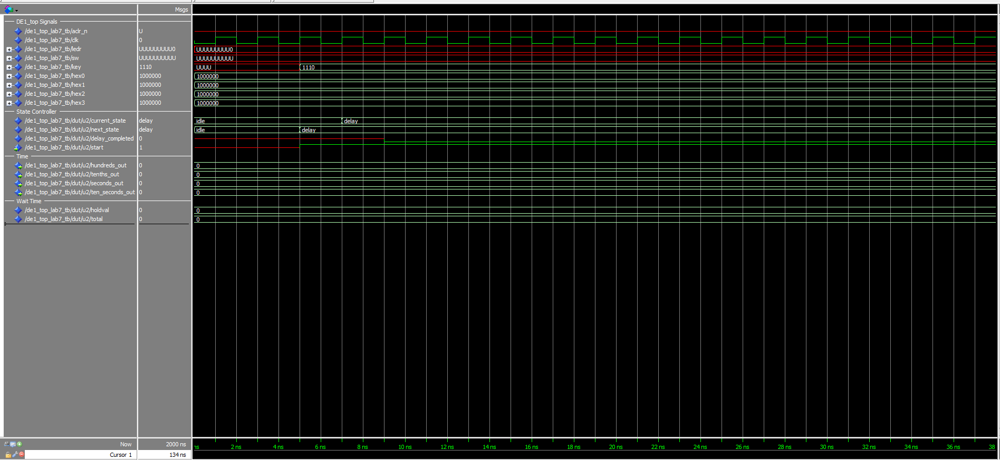 Msgs
DE1_top Signals
/de1_top_lab7_tb/aclr_n U
/de1_top_lab7_tb/clk 0
/de1_top_lab7_tb/ledr UUUUUUUUU0 UUUUUUUUU0
/de1_top_lab7_tb/sw UUUUUUUUUU UUUUUUUUUU
/de1_top_lab7_tb/key 1110 UUUU 1110
/de1_top_lab7_tb/hex0 1000000 1000000
/de1_top_lab7_tb/hex1 1000000 1000000
/de1_top_lab7_tb/hex2 1000000 1000000
/de1_top_lab7_tb/hex3 1000000 1000000
State Controller
/de1_top_lab7_tb/dut/u2/current_state delay idle delay
/de1_top_lab7_tb/dut/u2/next_state delay idle delay
/de1_top_lab7_tb/dut/u2/delay_completed 0
/de1_top_lab7_tb/dut/u2/start 1
Time
/de1_top_lab7_tb/dut/u2/hundreds_out 0 0
/de1_top_lab7_tb/dut/u2/tenths_out 0 0
/de1_top_lab7_tb/dut/u2/seconds_out 0 0
/de1_top_lab7_tb/dut/u2/ten_seconds_out 0 0
Wait Time
/de1_top_lab7_tb/dut/u2/holdval 0 0
/de1_top_lab7_tb/dut/u2/total 0 0
Now 2000 ns ns 2 ns 4 ns 6 ns 8 ns 10 ns 12 ns 14 ns 16 ns 18 ns 20 ns 22 ns 24 ns 26 ns 28 ns 30 ns 32 ns 34 ns 36 ns 38
Cursor 1 134 ns